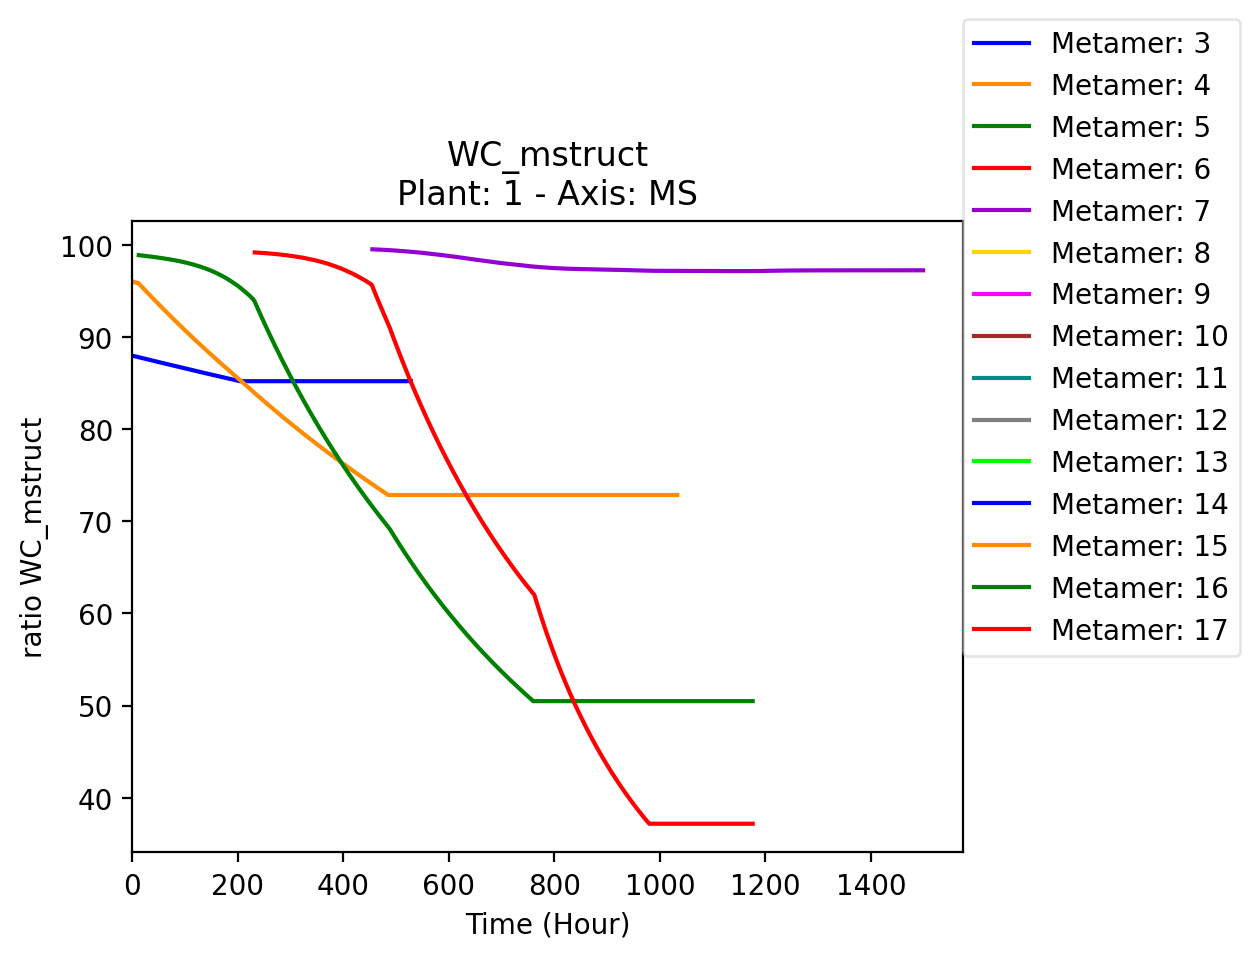 WC_mstruct
Plant: 1 - Axis: MS
ratio WC_mstruct
100
90
80
70
60
50
40
0
200
400
600
800
1000
1200
1400
Time (Hour)
Metamer: 3
Metamer: 4
Metamer: 5
Metamer: 6
Metamer: 7
Metamer: 8
Metamer: 9
Metamer: 10
Metamer: 11
Metamer: 12
Metamer: 13
Metamer: 14
Metamer: 15
Metamer: 16
Metamer: 17